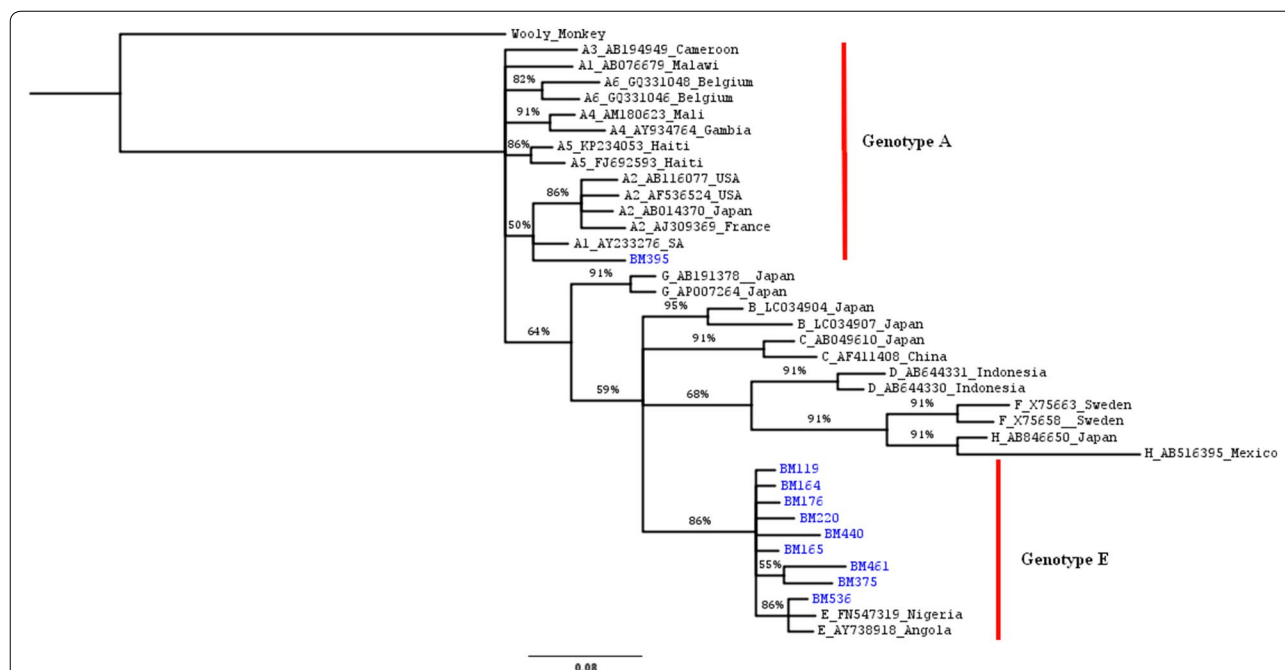 Wooly_Monkey
A3_AB194949_Cameroon
A1_AB076679_Malawi
82%
A6_GQ331048_Belgium
A6_GQ331046_Belgium
91%
A4_AM180623_Mali
A4_AY934764_Gambia
Genotype A
86%
A5_KP234053_Haiti
A5_FJ692593_Haiti
A2_AB116077_USA
86%
A2_AF536524_USA
A2_AB014370_Japan
50%
A2_AJ309369_France
A1_AY233276_SA
BM395
91%
G_AB191378__Japan
G_AP007264_Japan
95%
B_LC034904_Japan
64%
B_LC034907_Japan
91%
C_AB049610_Japan
C_AF411408_China
91%
D_AB644331_Indonesia
59%
68%
D_AB644330_Indonesia
91%
91%
F_X75663_Sweden
F_X75658__Sweden
91%
H_AB846650_Japan
H_AB516395_Mexico
BM119
BM164
BM176
86%
BM220
BM440
BM165
55%
BM461
Genotype E
BM375
86%
BM536
E_FN547319_Nigeria
E_AY738918_Angola
0.08